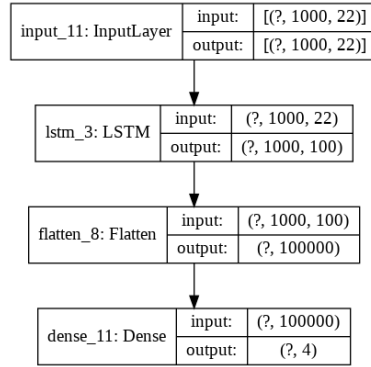 input_11: InputLayer
input: [(?, 1000, 22)]
output: [(?, 1000, 22)]
lstm_3: LSTM
input: (?, 1000, 22)
output: (?, 1000, 100)
flatten_8: Flatten
input: (?, 1000, 100)
output: (?, 100000)
dense_11: Dense
input: (?, 100000)
output: (?, 4)